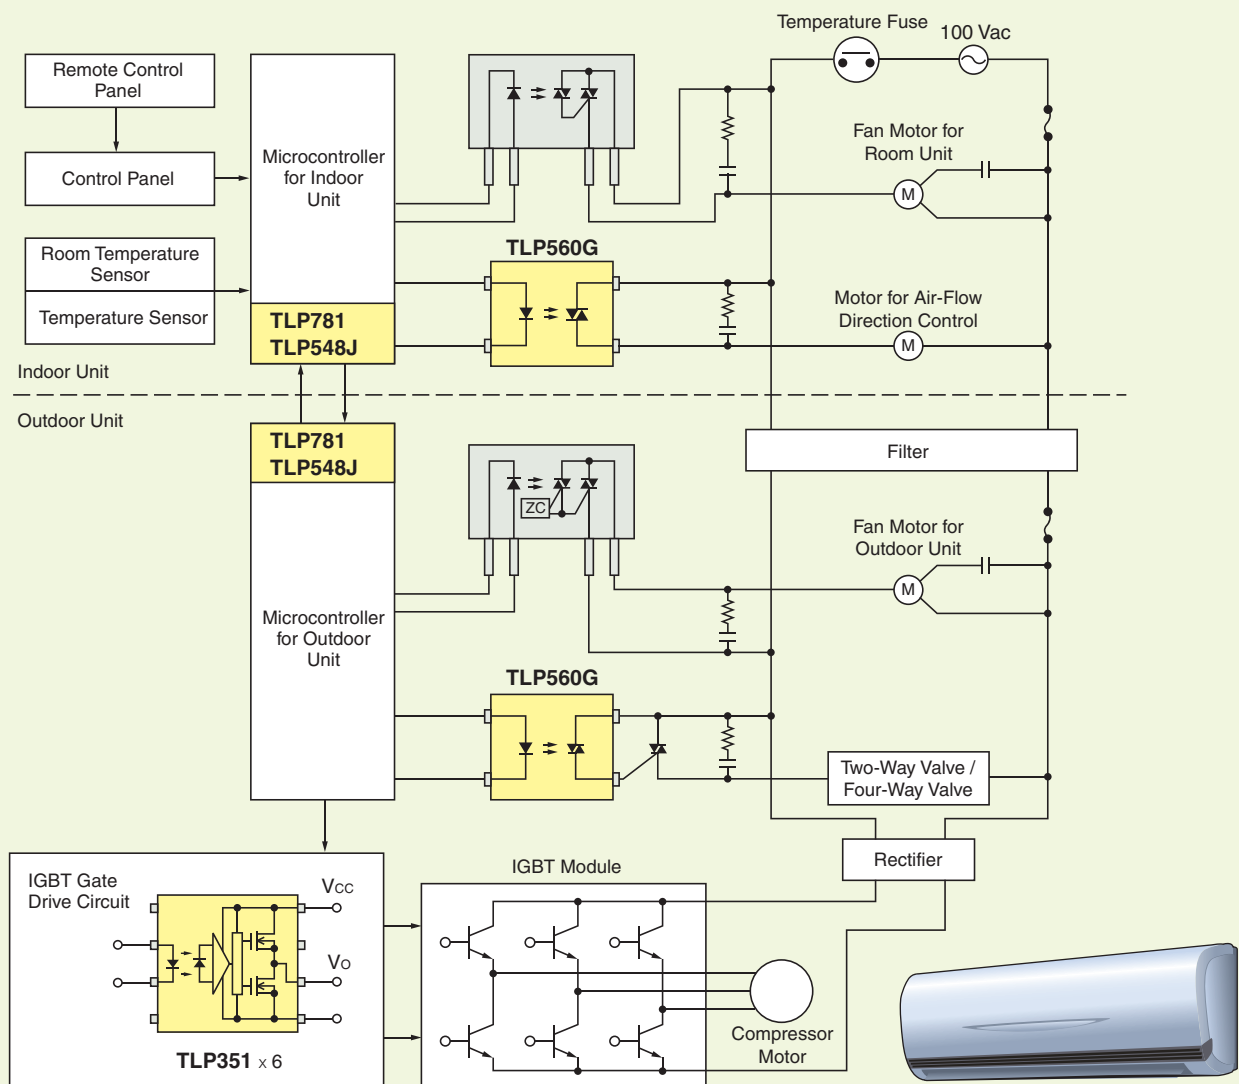 Temperature Fuse
100 Vac
Remote Control
Panel
Control Panel
Microcontroller
for Indoor
Unit
Fan Motor for
Room Unit
M
Room Temperature
Sensor
Temperature Sensor
TLP560G
TLP781
TLP548J
Motor for Air-Flow
Direction Control
M
Indoor Unit
Outdoor Unit
TLP781
TLP548J
Filter
ZC
Fan Motor for
Outdoor Unit
M
Microcontroller
for Outdoor
Unit
TLP560G
Two-Way Valve /
Four-Way Valve
Rectifier
IGBT Gate
Drive Circuit
VCC
VO
TLP351 x 6
IGBT Module
Compressor
Motor